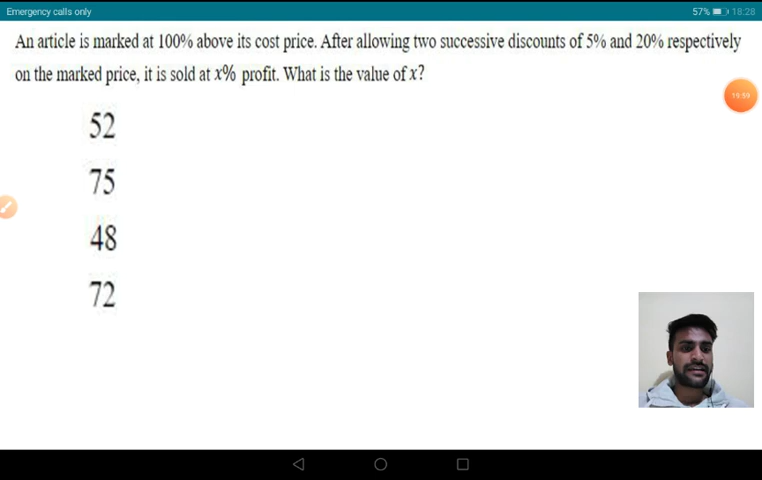 Emergency calls only 57% 18:28
An article is marked at 100% above its cost price. After allowing two successive discounts of 5% and 20% respectively
on the marked price, it is sold at x% profit. What is the value of x?
19:59
52
75
48
72